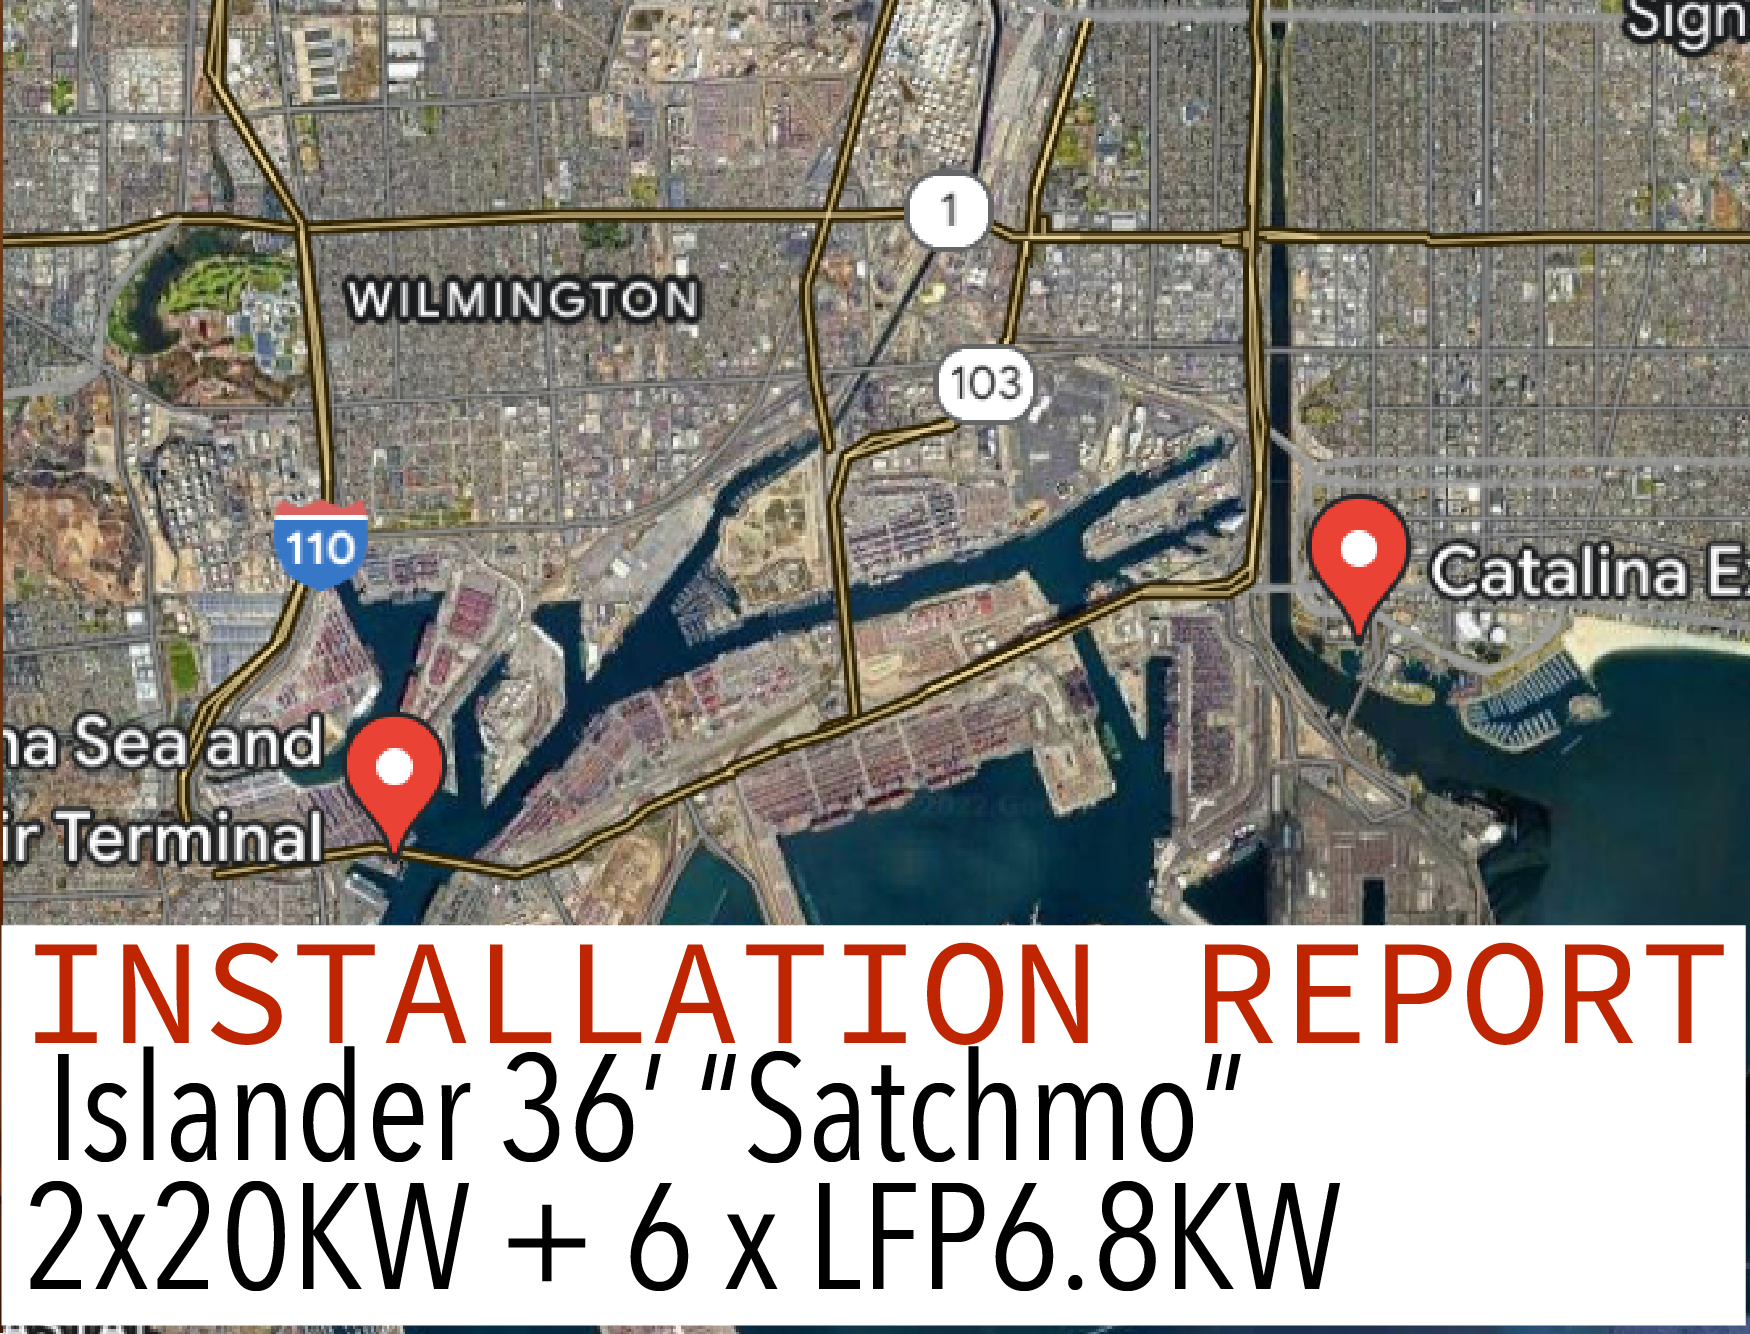 Sign
1
WILMINGTON
103
110
Catalina E
na Sea and
ir Terminal
INSTALLATION REPORT
Islander 36' "Satchmo"
2x20KW + 6 x LFP6.8KW